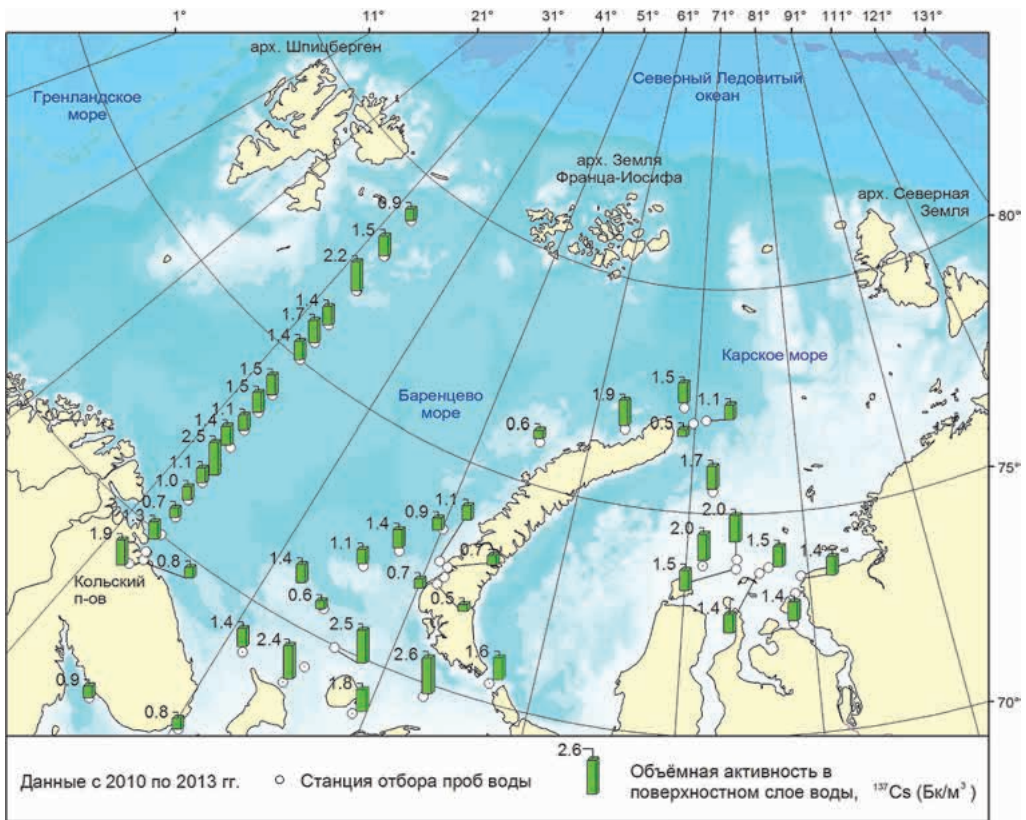 1° 11° 21° 31° 41° 51° 61° 71° 81° 91° 111° 121° 131°
арх. Шпицберген
Гренландское
море
Северный Ледовитый
океан
арх. Земля
Франца-Иосифа
арх. Северная
Земля
80°
0.9
1.5
2.2
1.4
1.7
1.4
Карское море
Баренцево
море
1.5
1.5
1.1
1.4
2.5
1.1
1.0
0.7
1.3
1.9
0.8
Кольский
п-ов
1.9
1.5
1.1
0.6
0.5
75°
1.7
1.1
0.9
1.4
1.1
0.7
0.7
0.5
1.4
0.6
2.0
2.0
1.5
1.4
1.5
1.4
1.4
1.4
2.4
2.5
2.6
1.6
1.8
0.9
0.8
70°
Данные с 2010 по 2013 гг.
Станция отбора проб воды
2.6
Объёмная активность в
поверхностном слое воды, ¹³⁷Cs (Бк/м³)